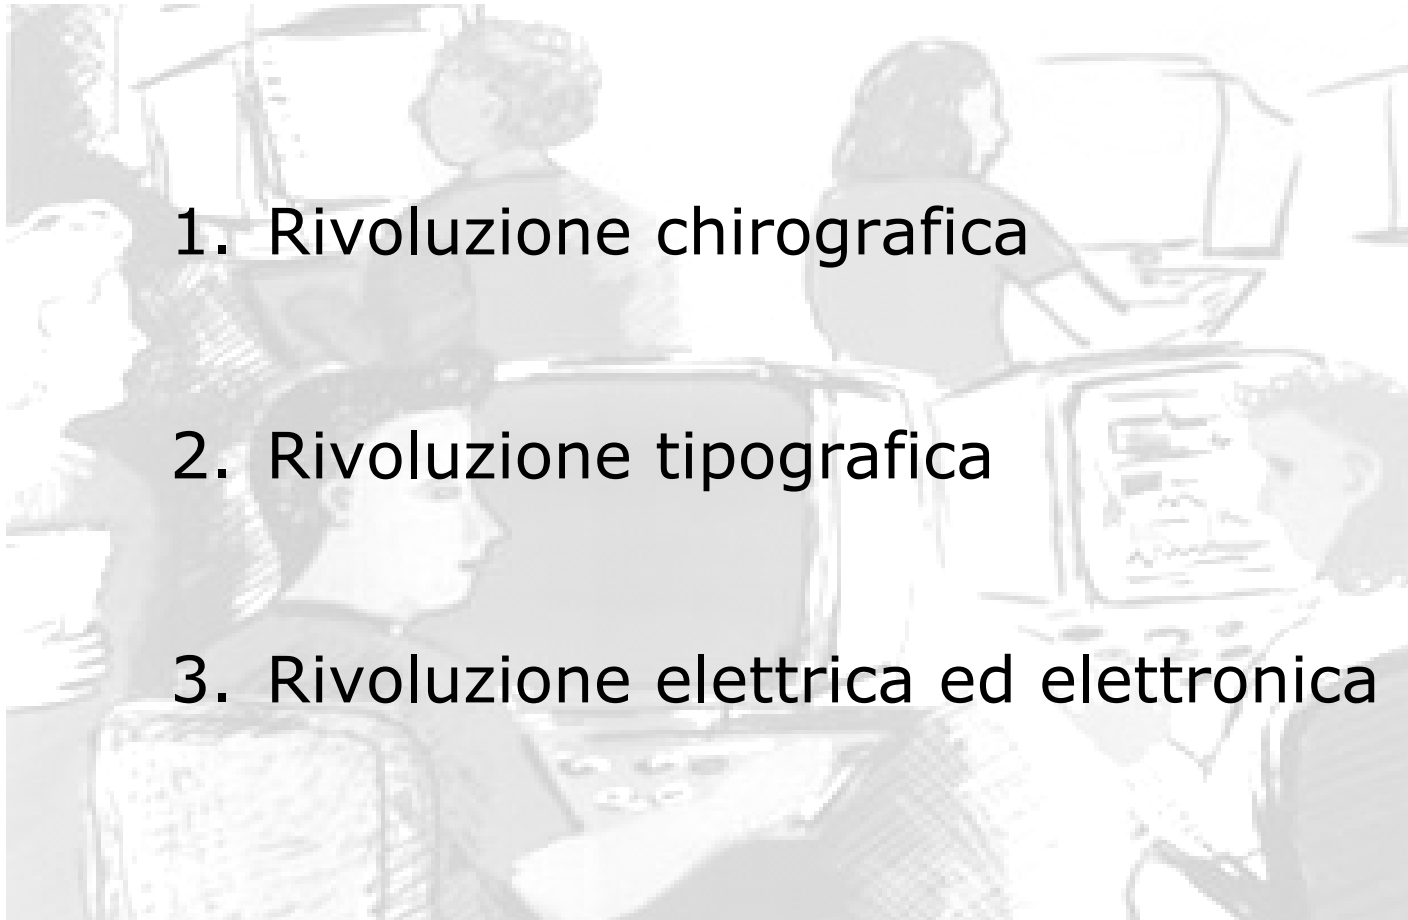 1. Rivoluzione chirografica
2. Rivoluzione tipografica
3. Rivoluzione elettrica ed elettronica